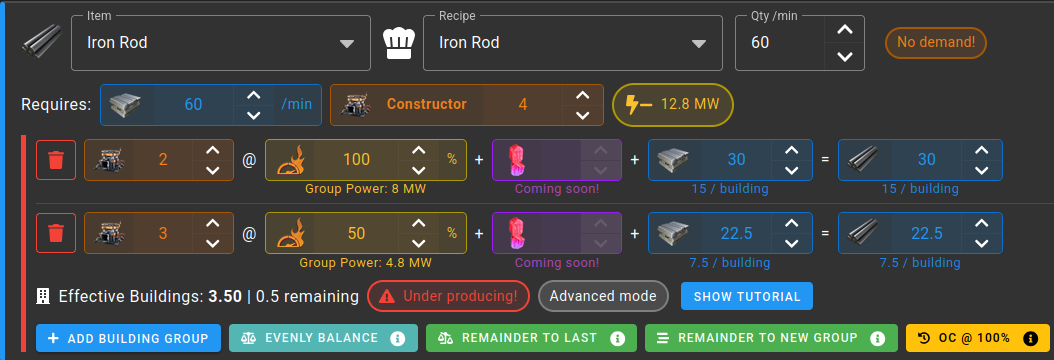 Item Recipe Qty /min
Iron Rod Iron Rod 60 No demand!
Requires: 60 /min Constructor 4 12.8 MW
2 @ 100 % + + 30 = 30
Group Power: 8 MW Coming soon! 15 / building 15 / building
3 @ 50 % + + 22.5 = 22.5
Group Power: 4.8 MW Coming soon! 7.5 / building 7.5 / building
Effective Buildings: 3.50 | 0.5 remaining Under producing! Advanced mode SHOW TUTORIAL
+ ADD BUILDING GROUP EVENLY BALANCE i REMAINDER TO LAST i REMAINDER TO NEW GROUP i OC @ 100% i